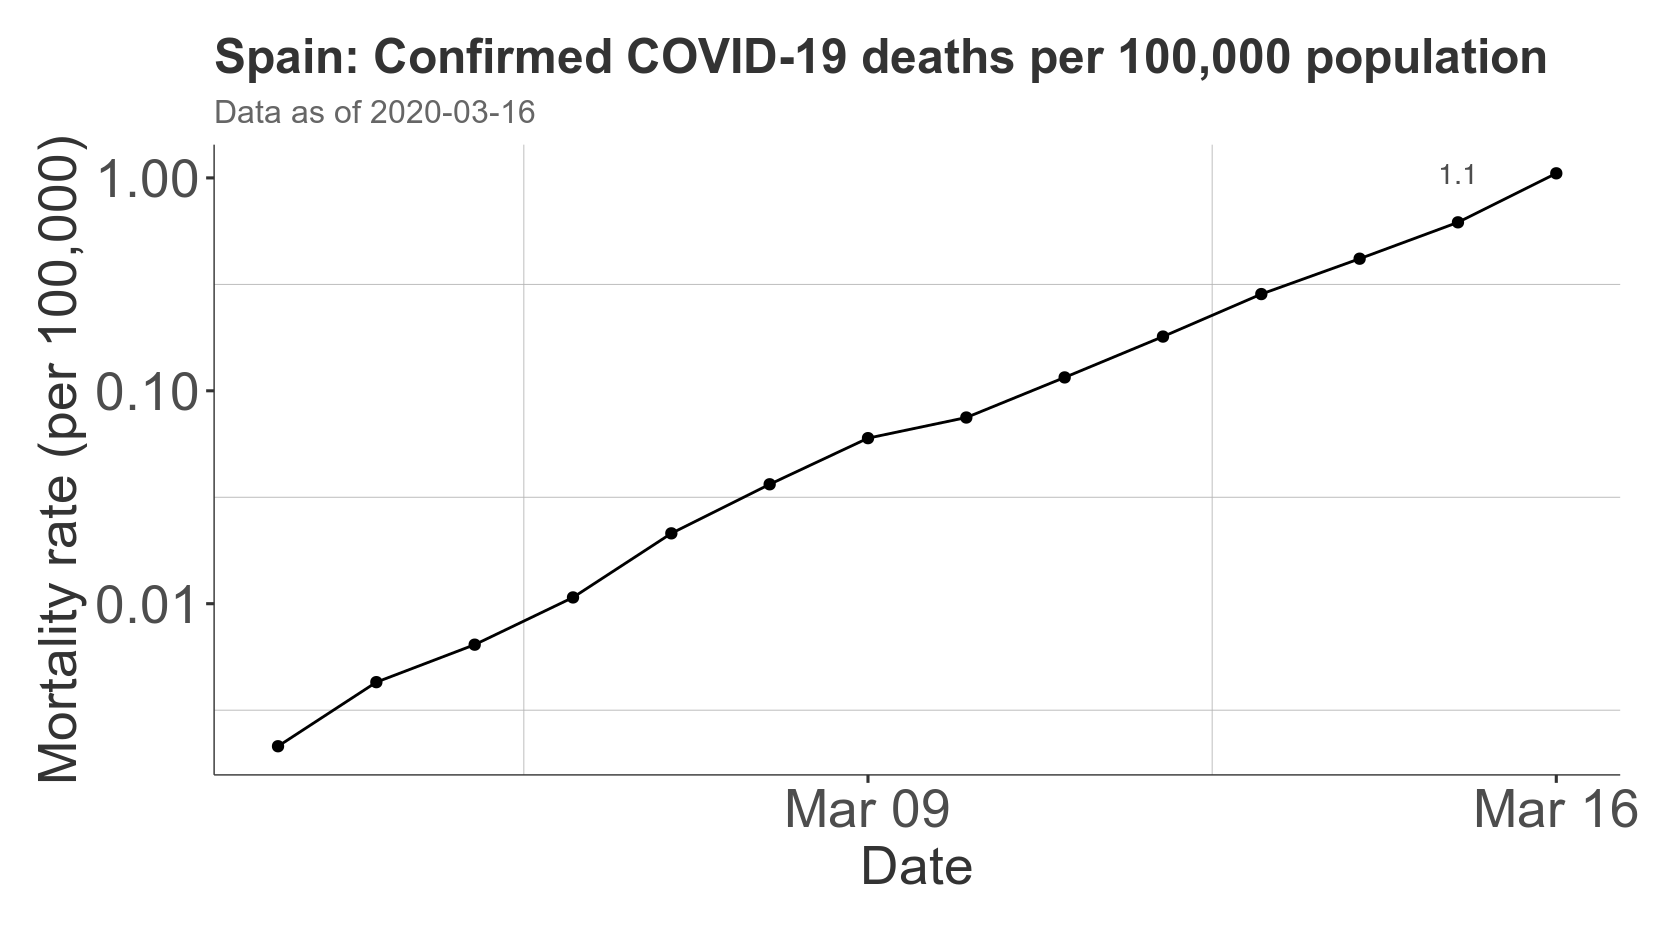 Spain: Confirmed COVID-19 deaths per 100,000 population
Data as of 2020-03-16
Mortality rate (per 100,000)
1.00
0.10
0.01
1.1
Mar 09
Mar 16
Date